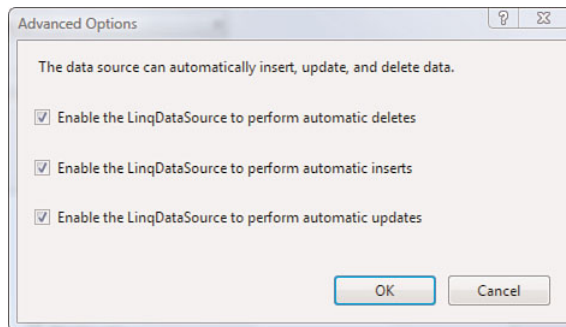 Advanced Options
The data source can automatically insert, update, and delete data.
Enable the LinqDataSource to perform automatic deletes
Enable the LinqDataSource to perform automatic inserts
Enable the LinqDataSource to perform automatic updates
OK Cancel